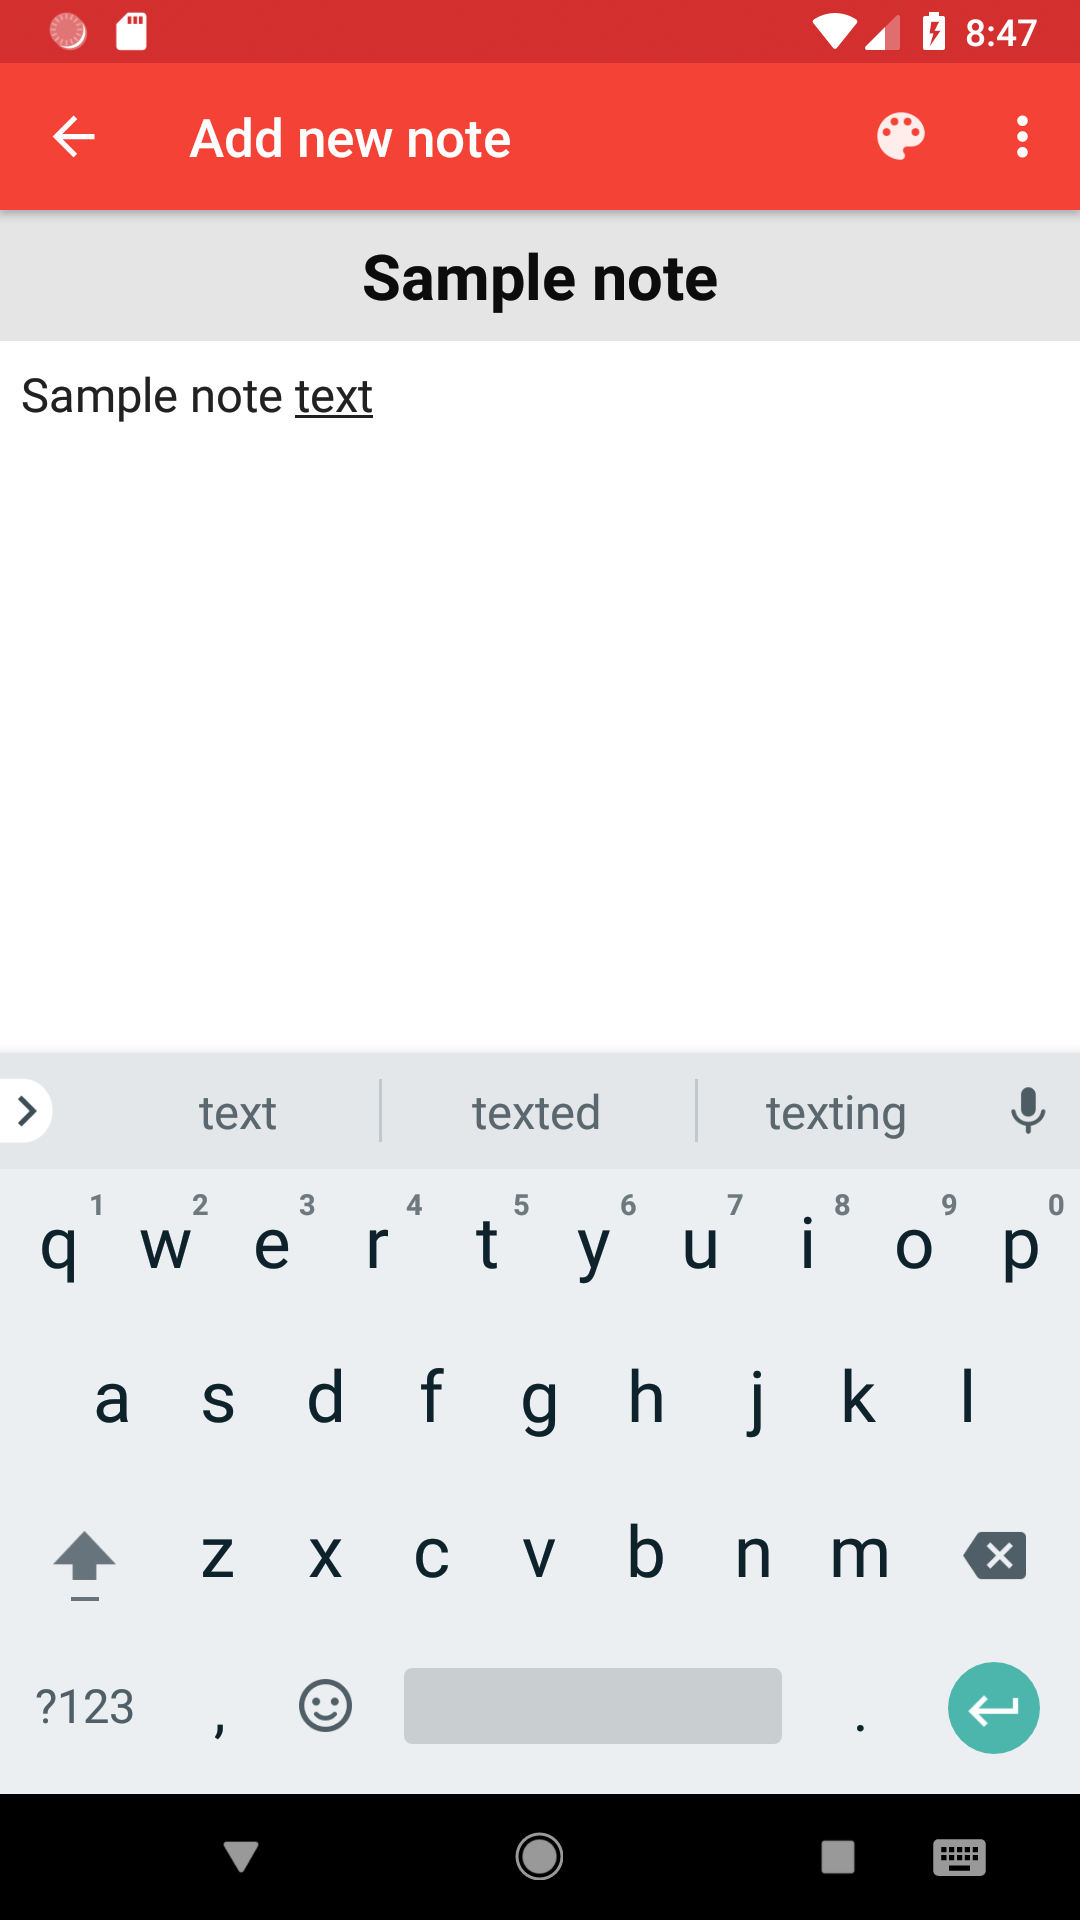 8:47
Add new note
Sample note
Sample note text
text texted texting
1 2 3 4 5 6 7 8 9 0
q w e r t y u i o p
a s d f g h j k l
z x c v b n m
?123 , .